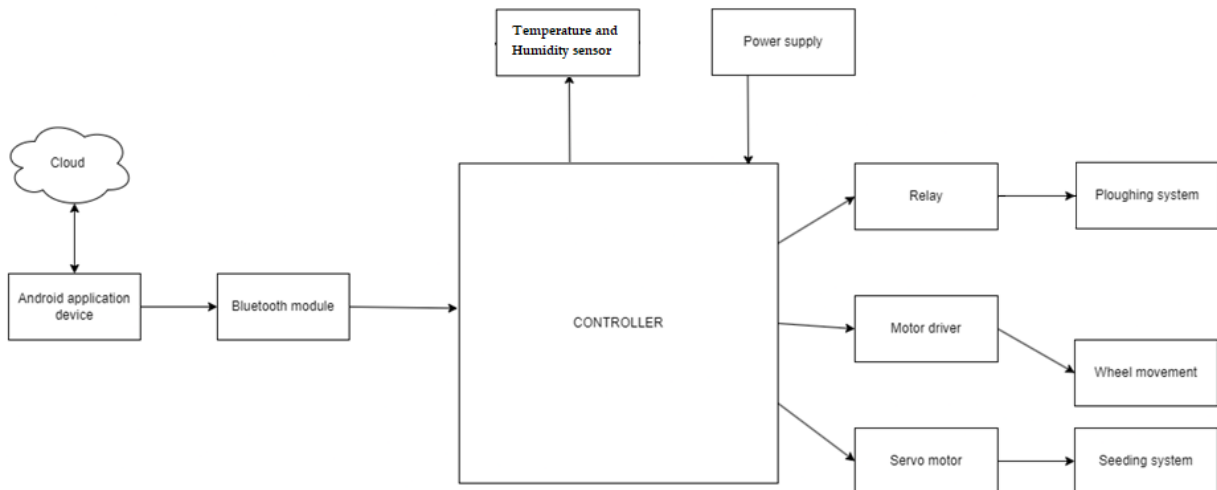 Temperature and
Humidity sensor
Power supply
Cloud
Relay
Ploughing system
Android application
device
Bluetooth module
CONTROLLER
Motor driver
Wheel movement
Servo motor
Seeding system